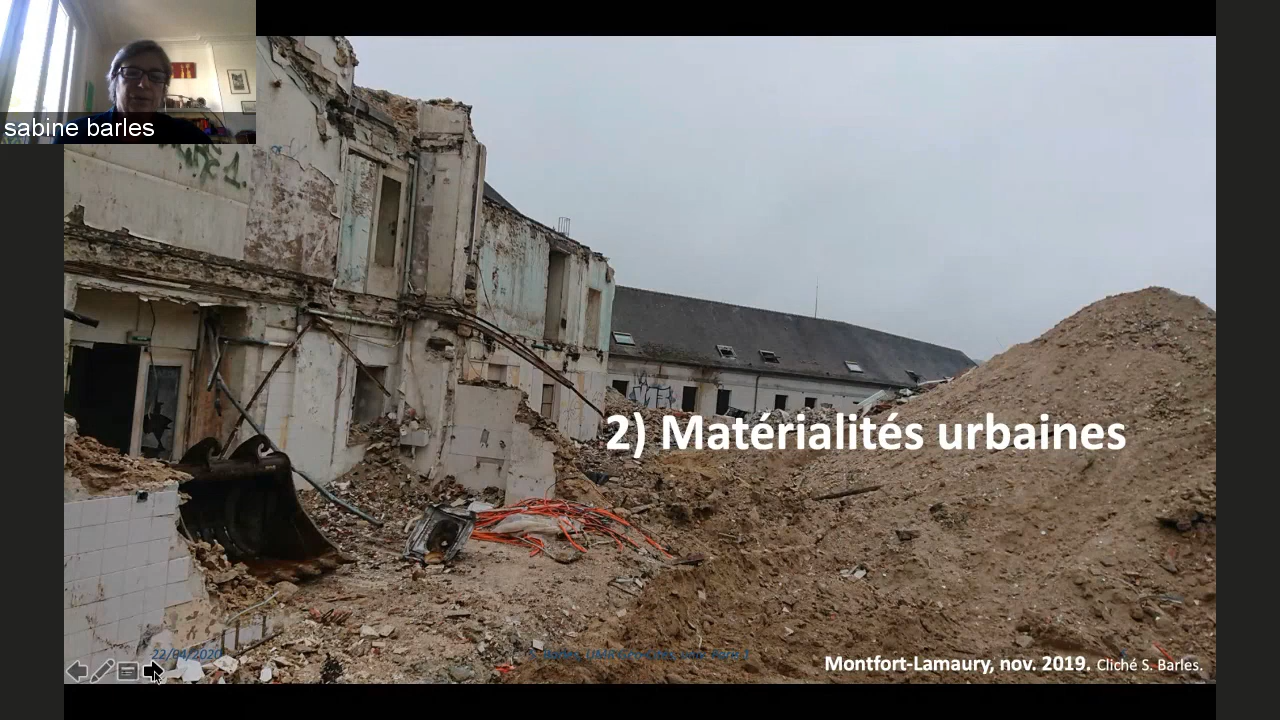 sabine barles
2) Matérialités urbaines
22/04/2020
Montfort-Lamaury, nov. 2019. Cliché S. Barles.